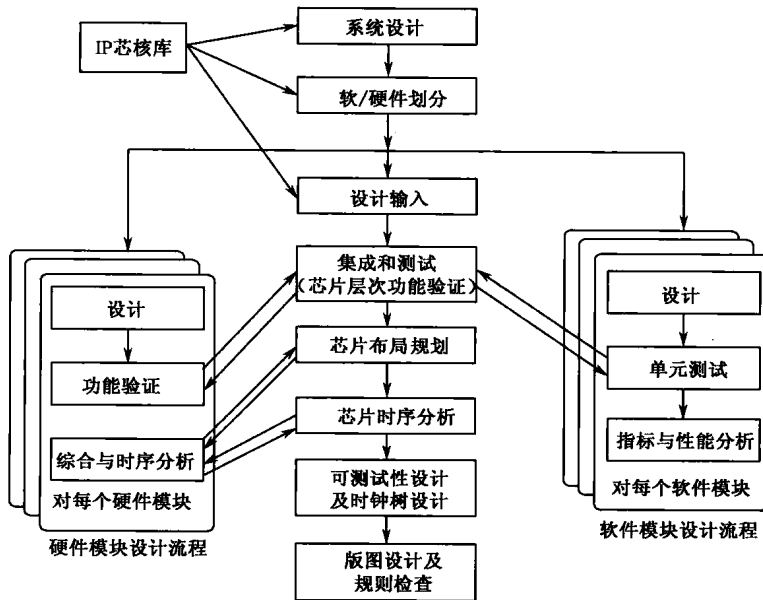 系统设计
IP芯核库
软/硬件划分
设计输入
集成和测试
(芯片层次功能验证)
芯片布局规划
芯片时序分析
可测试性设计
及时钟树设计
版图设计及
规则检查
设计
功能验证
综合与时序分析
对每个硬件模块
硬件模块设计流程
设计
单元测试
指标与性能分析
对每个软件模块
软件模块设计流程